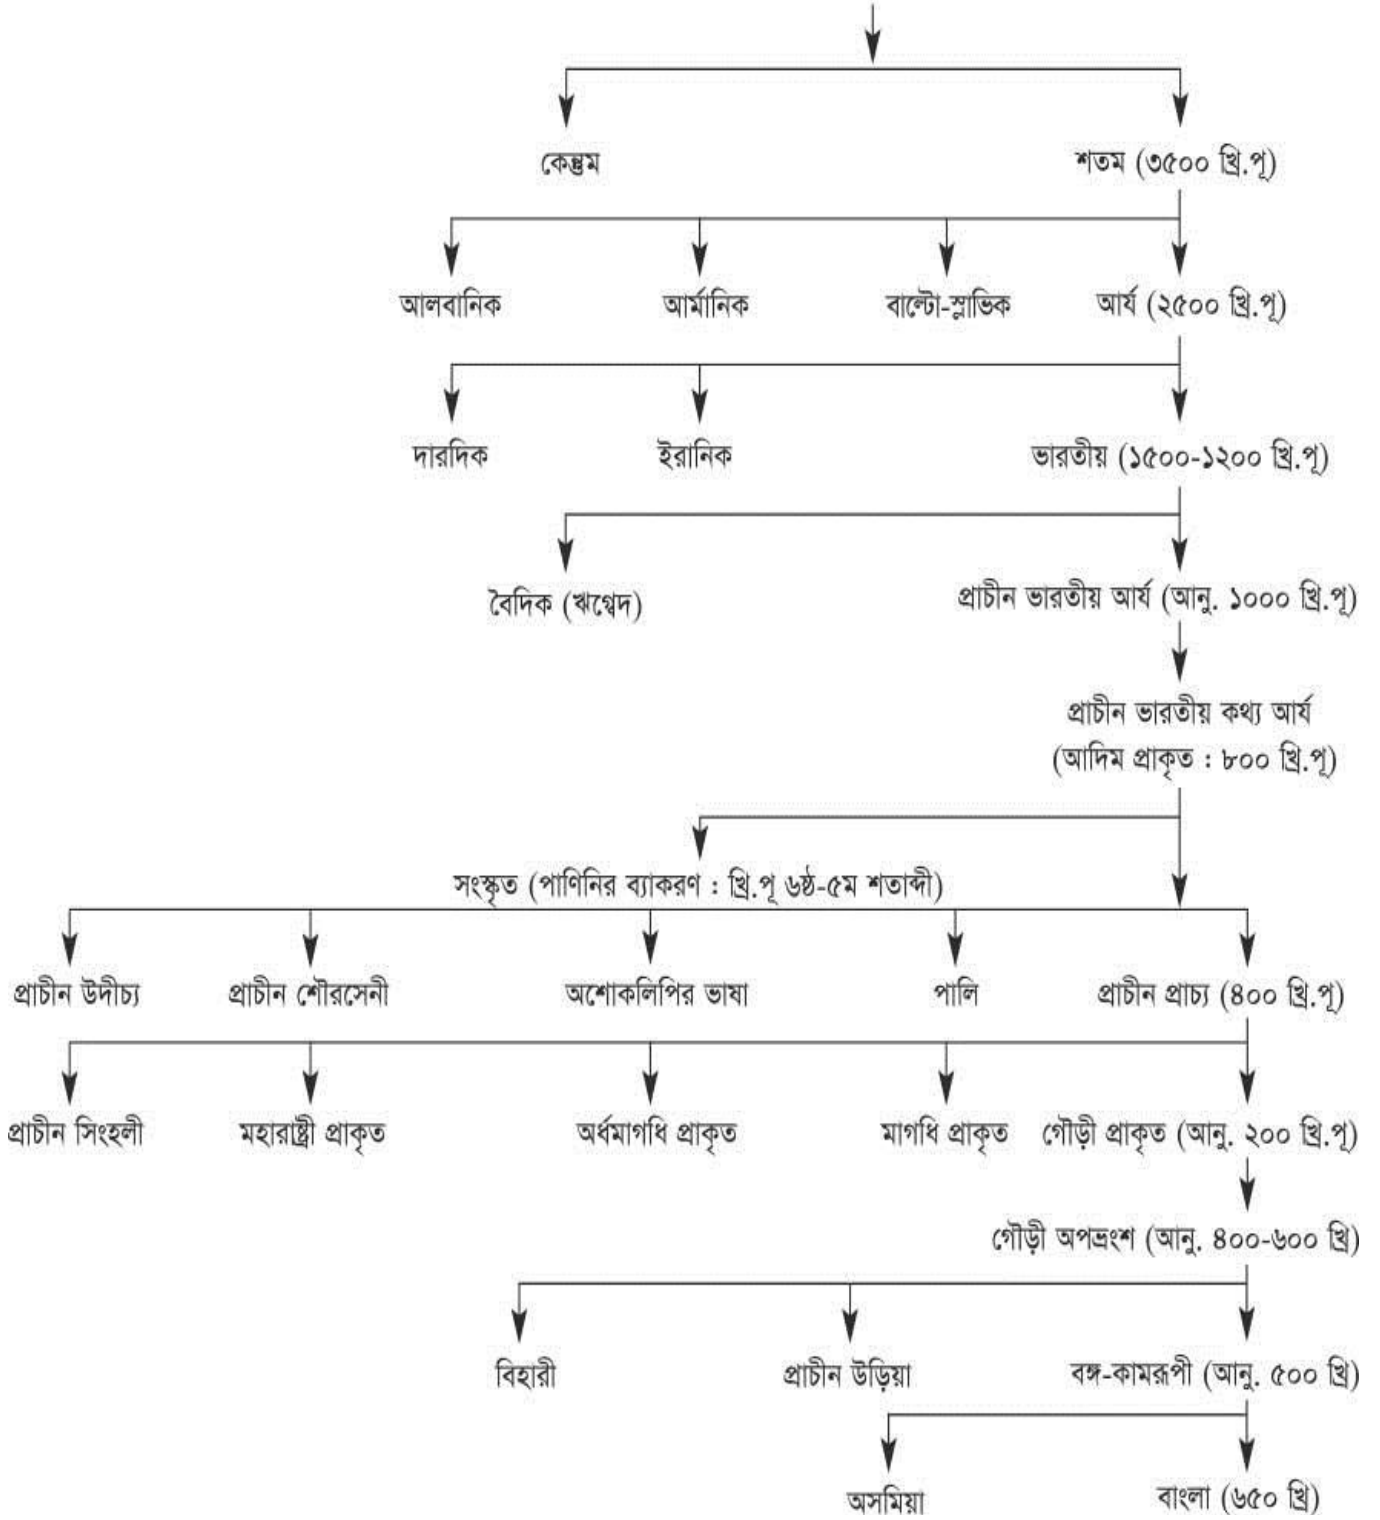 কেন্তুম শতম (৩৫০০ খ্রি.পূ)
আলবানিক আর্মানিক বাল্টো-স্লাভিক আর্য (২৫০০ খ্রি.পূ)
দারদিক ইরানিক ভারতীয় (১৫০০-১২০০ খ্রি.পূ)
বৈদিক (ঋগ্বেদ) প্রাচীন ভারতীয় আর্য (আনু. ১০০০ খ্রি.পূ)
প্রাচীন ভারতীয় কথ্য আর্য
(আদিম প্রাকৃত : ৮০০ খ্রি.পূ)
সংস্কৃত (পাণিনির ব্যাকরণ : খ্রি.পূ ৬ষ্ঠ-৫ম শতাব্দী)
প্রাচীন উদীচ্য প্রাচীন শৌরসেনী অশোকলিপির ভাষা পালি প্রাচীন প্রাচ্য (৪০০ খ্রি.পূ)
প্রাচীন সিংহলী মহারাষ্ট্রী প্রাকৃত অর্ধমাগধি প্রাকৃত মাগধি প্রাকৃত গৌড়ী প্রাকৃত (আনু. ২০০ খ্রি.পূ)
গৌড়ী অপভ্রংশ (আনু. ৪০০-৬০০ খ্রি)
বিহারী প্রাচীন উড়িয়া বঙ্গ-কামরূপী (আনু. ৫০০ খ্রি)
অসমিয়া বাংলা (৬৫০ খ্রি)